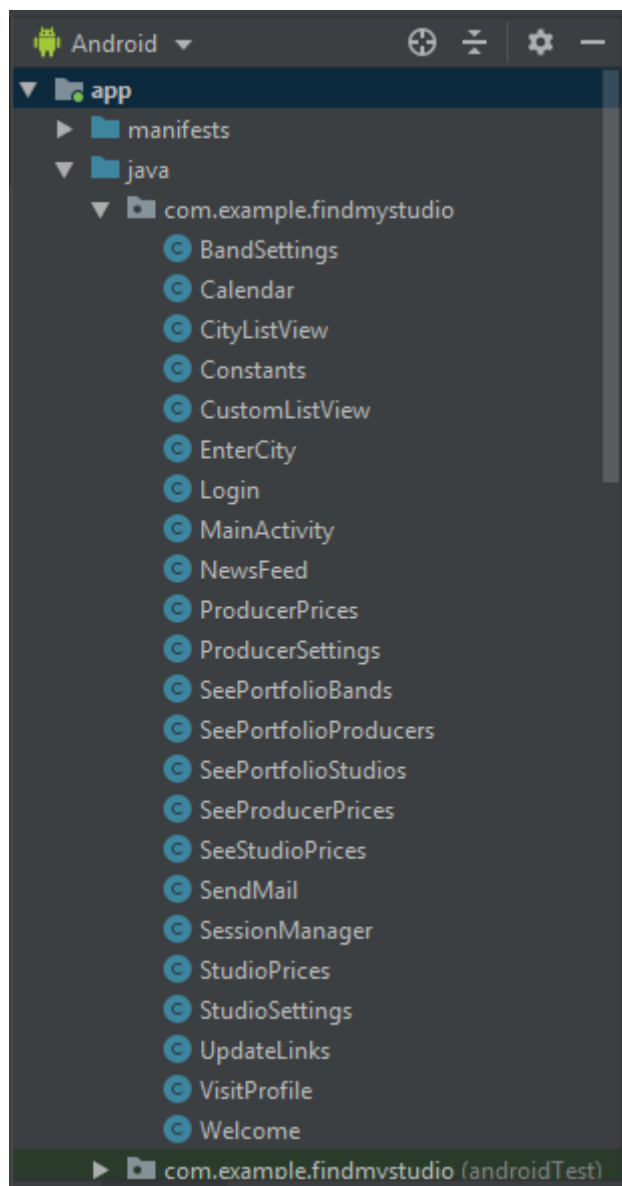 Android
app
manifests
java
com.example.findmystudio
BandSettings
Calendar
CityListView
Constants
CustomListView
EnterCity
Login
MainActivity
NewsFeed
ProducerPrices
ProducerSettings
SeePortfolioBands
SeePortfolioProducers
SeePortfolioStudios
SeeProducerPrices
SeeStudioPrices
SendMail
SessionManager
StudioPrices
StudioSettings
UpdateLinks
VisitProfile
Welcome
com.example.findmystudio (androidTest)